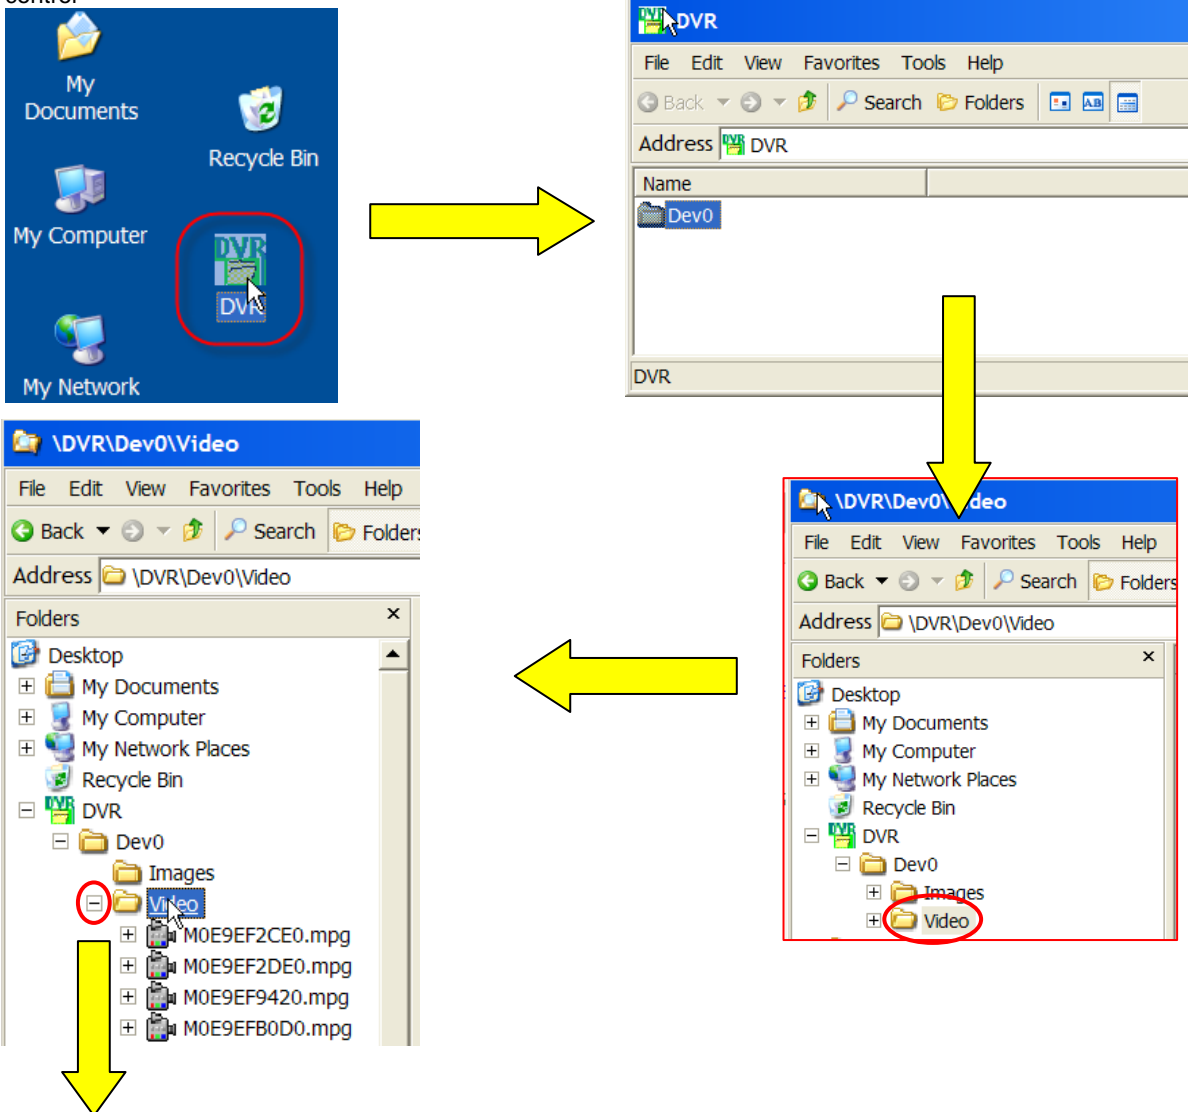 My
Documents
Recycle Bin
My Computer
DVR
DVR
My Network
DVR
File Edit View Favorites Tools Help
Back Search Folders
Address DVR
Name
Dev0
DVR
\DVR\Dev0\Video
File Edit View Favorites Tools Help
Back Search Folders
Address \DVR\Dev0\Video
Folders
Desktop
My Documents
My Computer
My Network Places
Recycle Bin
DVR
Dev0
Images
Video
\DVR\Dev0\Video
File Edit View Favorites Tools Help
Back Search Folders
Address \DVR\Dev0\Video
Folders
Desktop
My Documents
My Computer
My Network Places
Recycle Bin
DVR
Dev0
Images
Video
M0E9EF2CE0.mpg
M0E9EF2DE0.mpg
M0E9EF9420.mpg
M0E9EFB0D0.mpg